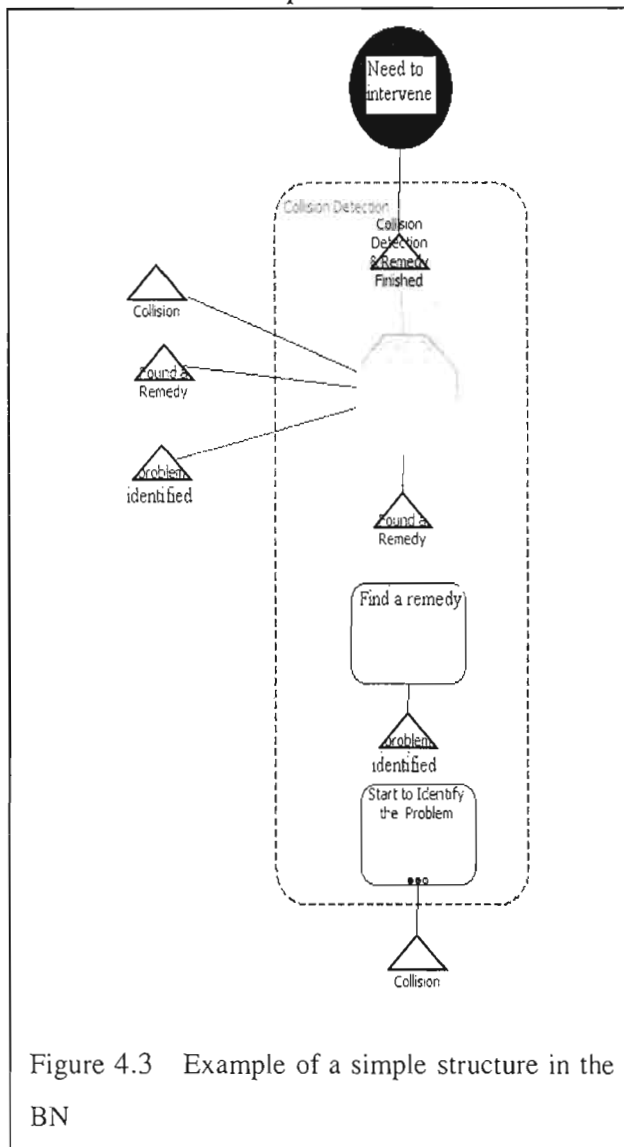 Need to
intervene
Collision Detection
Collision
Detection
& Remedy
Finished
Collision
Found a
Remedy
problem
identified
Found a
Remedy
Find a remedy
problem
identified
Start to Identify
the Problem
Collision
Figure 4.3 Example of a simple structure in the
BN